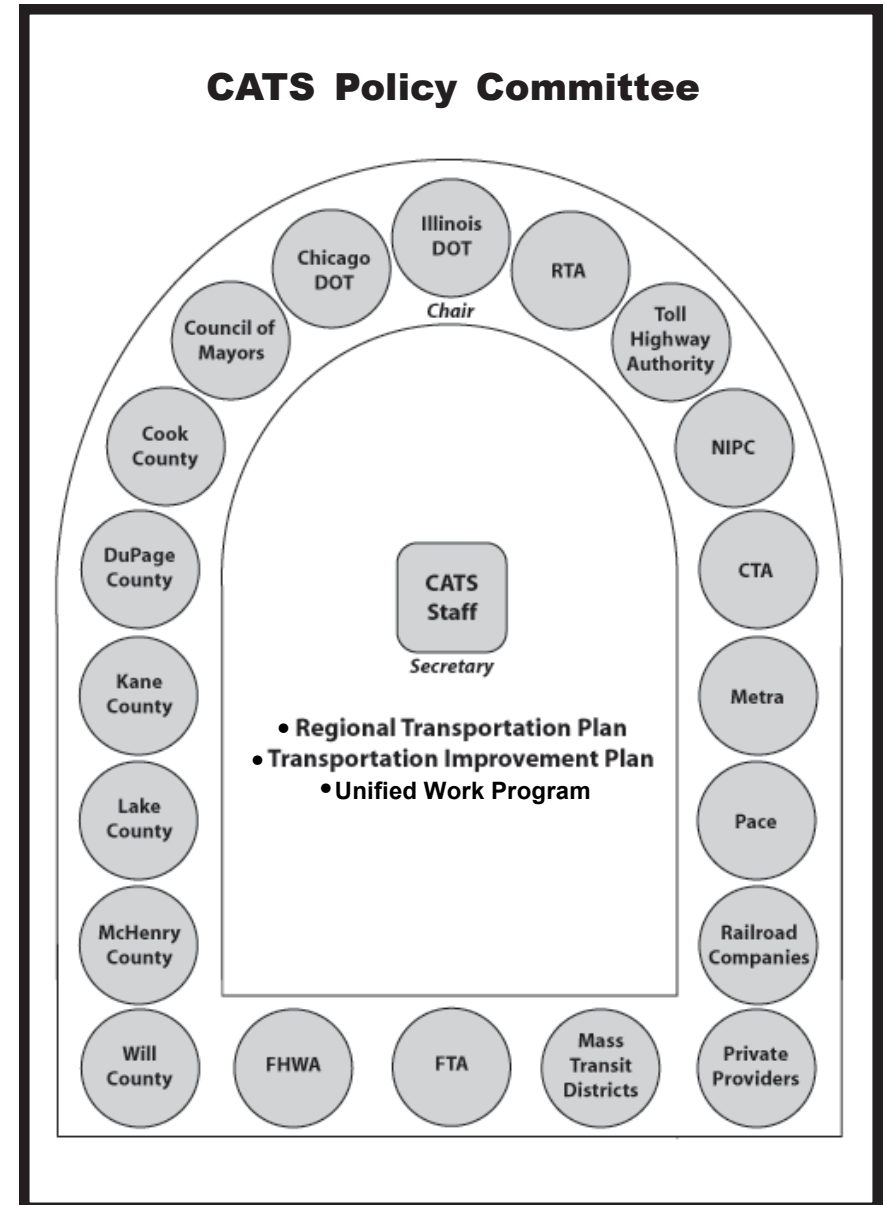 CATS Policy Committee
Illinois
DOT
Chair
Chicago
DOT
RTA
Council of
Mayors
Toll
Highway
Authority
Cook
County
NIPC
DuPage
County
CTA
CATS
Staff
Secretary
Kane
County
Metra
• Regional Transportation Plan
• Transportation Improvement Plan
• Unified Work Program
Lake
County
Pace
McHenry
County
Railroad
Companies
Will
County
FHWA
FTA
Mass
Transit
Districts
Private
Providers